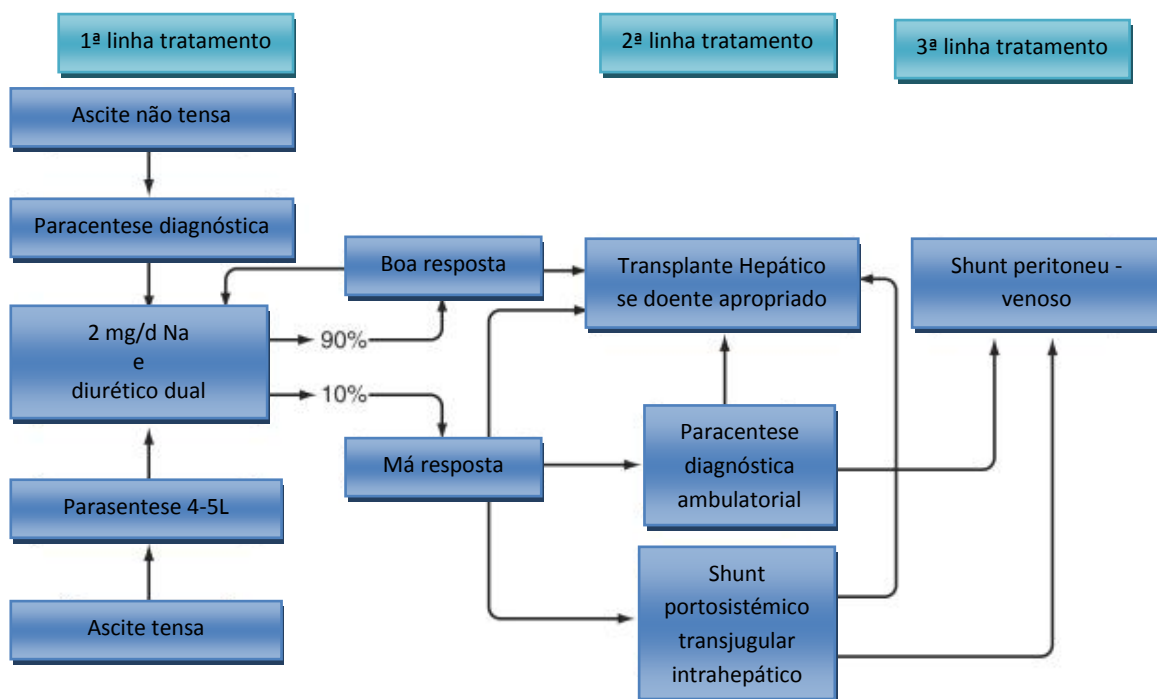 1ª linha tratamento
2ª linha tratamento
3ª linha tratamento
Ascite não tensa
Paracentese diagnóstica
2 mg/d Na
e
diurético dual
Parasentese 4-5L
Ascite tensa
90%
10%
Boa resposta
Má resposta
Transplante Hepático
se doente apropriado
Paracentese
diagnóstica
ambulatorial
Shunt
portosistémico
transjugular
intrahepático
Shunt peritoneu -
venoso